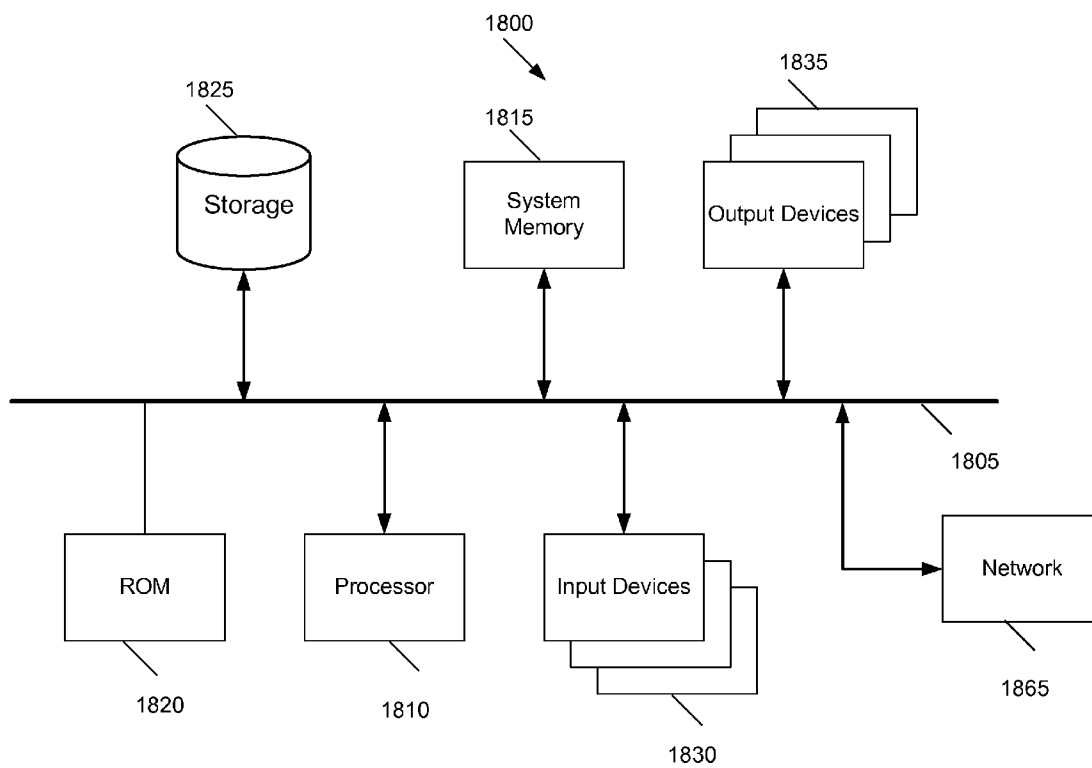 1800
1825
1815
1835
Storage
System
Memory
Output Devices
1805
ROM
Processor
Input Devices
Network
1820
1810
1830
1865